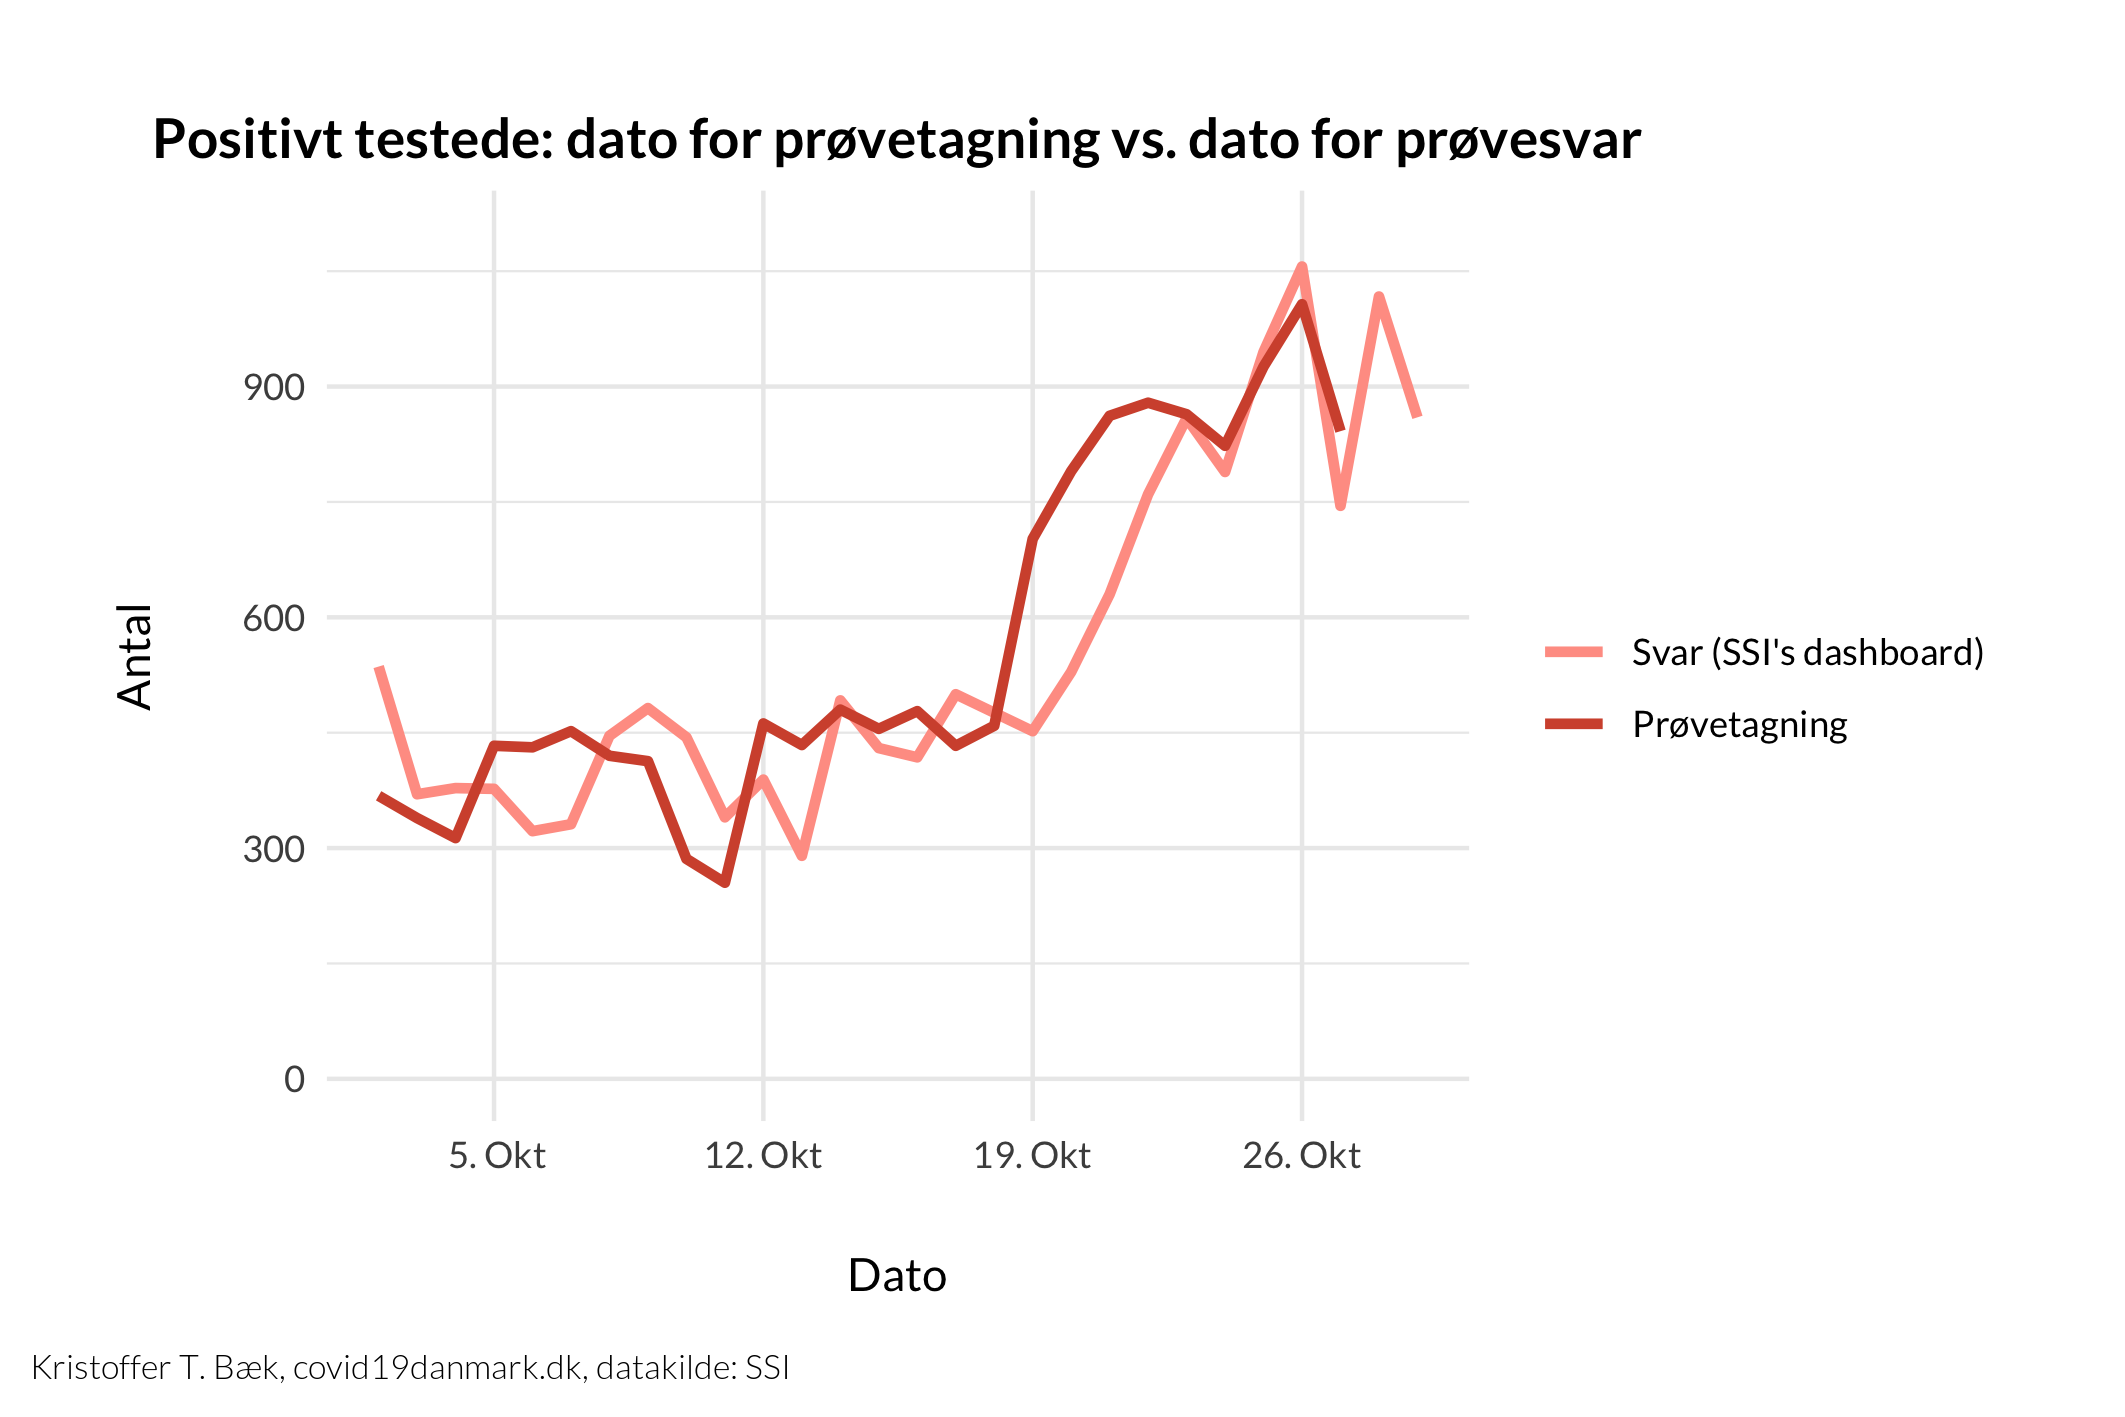 Positivt testede: dato for prøvetagning vs. dato for prøvesvar
Antal
900
600
300
0
5. Okt
12. Okt
19. Okt
26. Okt
Dato
Svar (SSI's dashboard)
Prøvetagning
Kristoffer T. Bæk, covid19danmark.dk, datakilde: SSI